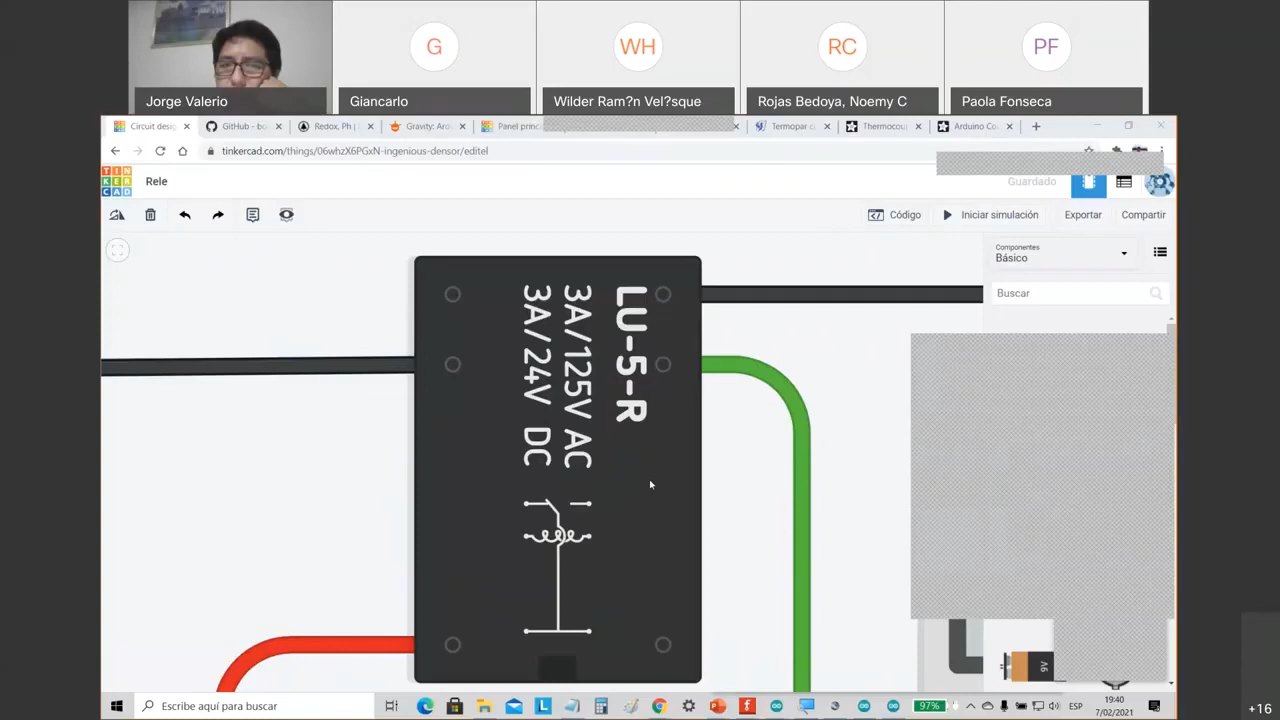 G
WH
RC
PF
Jorge Valerio
Giancarlo
Wilder Ram?n Vel?sque
Rojas Bedoya, Noemy C
Paola Fonseca
Circuit desig
GitHub - bo
Redox, Ph
Gravity: Aro
Panel princ
Termopar c
Thermocou
Arduino Co
tinkercad.com/things/06whzX6PGxN-ingenious-densor/editel
TIN
KER
CAD
Rele
Guardado
Código
Iniciar simulación
Exportar
Compartir
Componentes
Básico
Buscar
LU-5-R
3A/125V AC
3A/24V DC
9V
Escribe aquí para buscar
97%
ESP
19:40
7/02/2021
+16